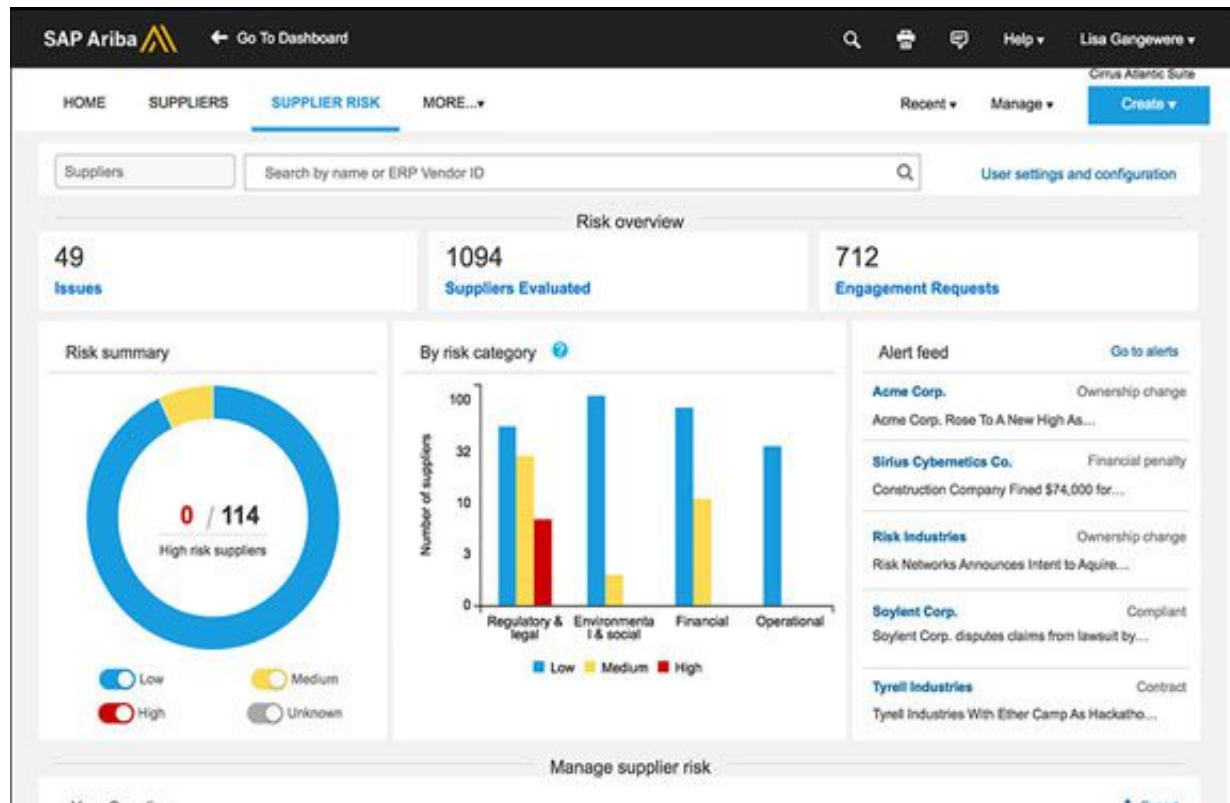 SAP Ariba Go To Dashboard Help Lisa Gangewere
Cirrus Atlantic Suite
HOME SUPPLIERS SUPPLIER RISK MORE... Recent Manage Create
Suppliers Search by name or ERP Vendor ID User settings and configuration
Risk overview
49 1094 712
Issues Suppliers Evaluated Engagement Requests
Risk summary
0 / 114
High risk suppliers
Low Medium
High Unknown
By risk category ?
Number of suppliers
100
32
10
3
0
Regulatory & legal
Environmenta
l & social
Financial
Operational
Low Medium High
Alert feed Go to alerts
Acme Corp. Ownership change
Acme Corp. Rose To A New High As...
Sirius Cybernetics Co. Financial penalty
Construction Company Fined $74,000 for...
Risk Industries Ownership change
Risk Networks Announces Intent to Aquire...
Soylent Corp. Compliant
Soylent Corp. disputes claims from lawsuit by...
Tyrell Industries Contract
Tyrell Industries With Ether Camp As Hackatho...
Manage supplier risk